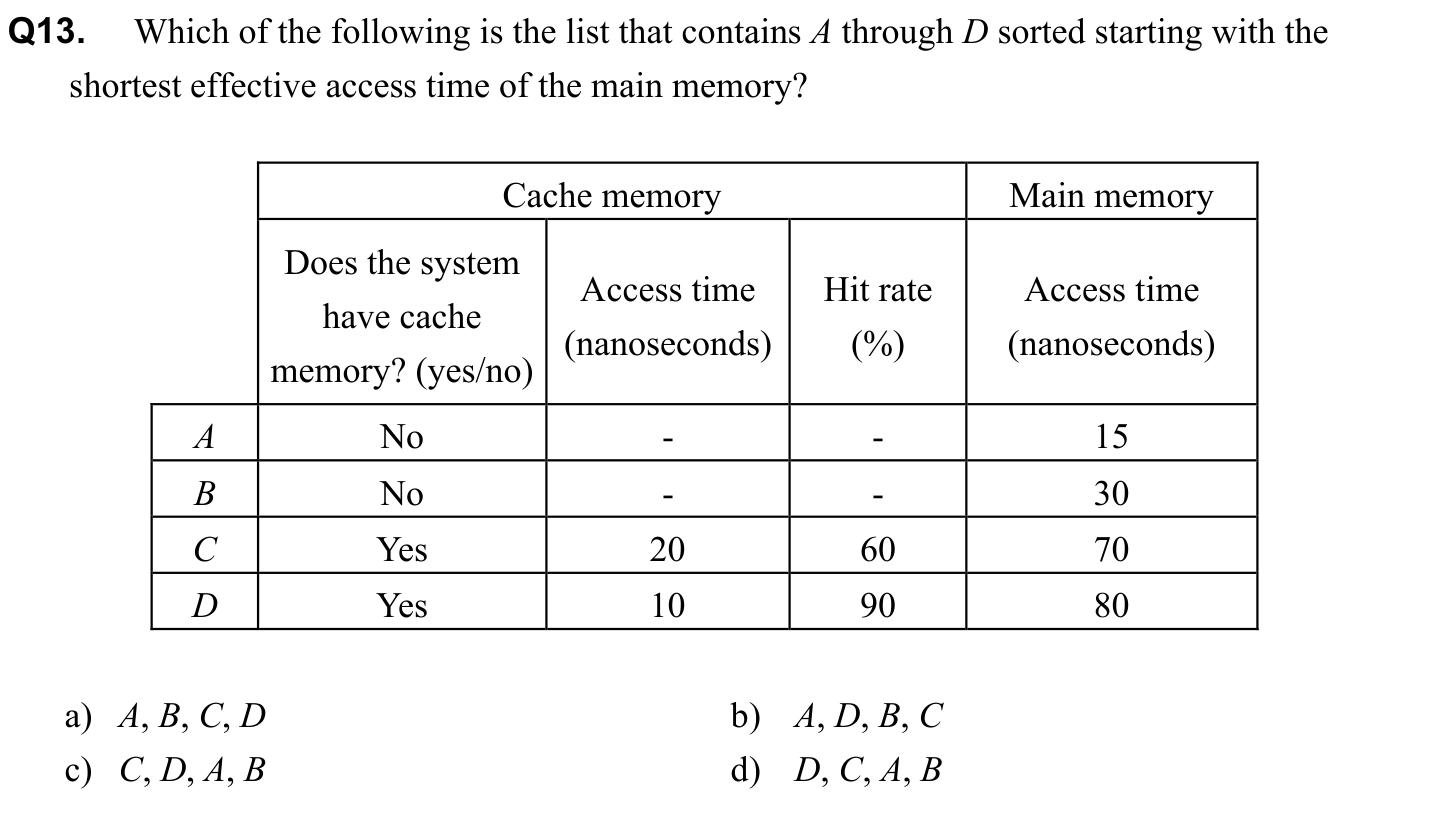 Q13. Which of the following is the list that contains A through D sorted starting with the
shortest effective access time of the main memory?
Cache memory Main memory
Does the system
have cache
memory? (yes/no)
Access time
(nanoseconds)
Hit rate
(%)
Access time
(nanoseconds)
A No - - 15
B No - - 30
C Yes 20 60 70
D Yes 10 90 80
a) A, B, C, D b) A, D, B, C
c) C, D, A, B d) D, C, A, B